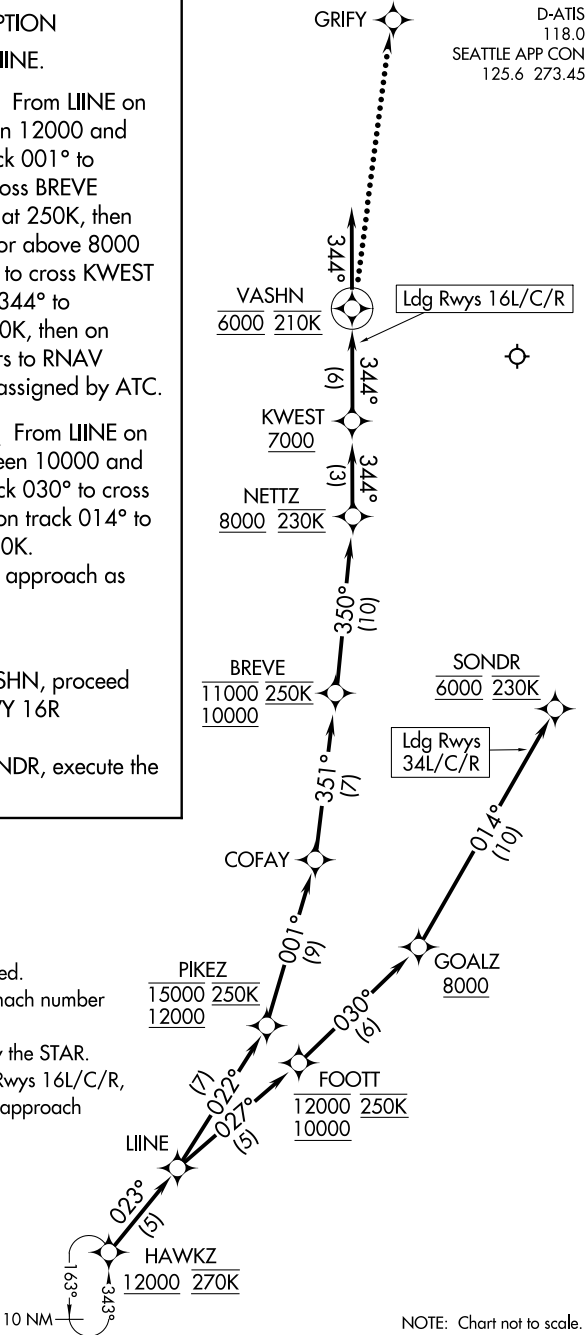 PTION
IINE.
From LIINE on
n 12000 and
ck 001° to
oss BREVE
at 250K, then
or above 8000
to cross KWEST
344° to
0K, then on
rs to RNAV
assigned by ATC.
From LIINE on
een 10000 and
ck 030° to cross
on track 014° to
0K.
approach as
SHN, proceed
VY 16R
NDR, execute the
ed.
nach number
y the STAR.
Rwys 16L/C/R,
approach
D-ATIS
118.0
SEATTLE APP CON
125.6 273.45
GRIFY
344°
VASHN
6000 210K
Ldg Rwys 16L/C/R
344°
(6)
KWEST
7000
344°
(3)
NETTZ
8000 230K
350°
(10)
BREVE
11000 250K
10000
SONDR
6000 230K
Ldg Rwys
34L/C/R
351°
(7)
014°
(10)
COFAY
001°
(9)
GOALZ
8000
PIKEZ
15000 250K
12000
030°
(6)
FOOTT
12000 250K
10000
022°
(7)
027°
(5)
LIINE
023°
(5)
HAWKZ
12000 270K
163°
343°
10 NM
NOTE: Chart not to scale.